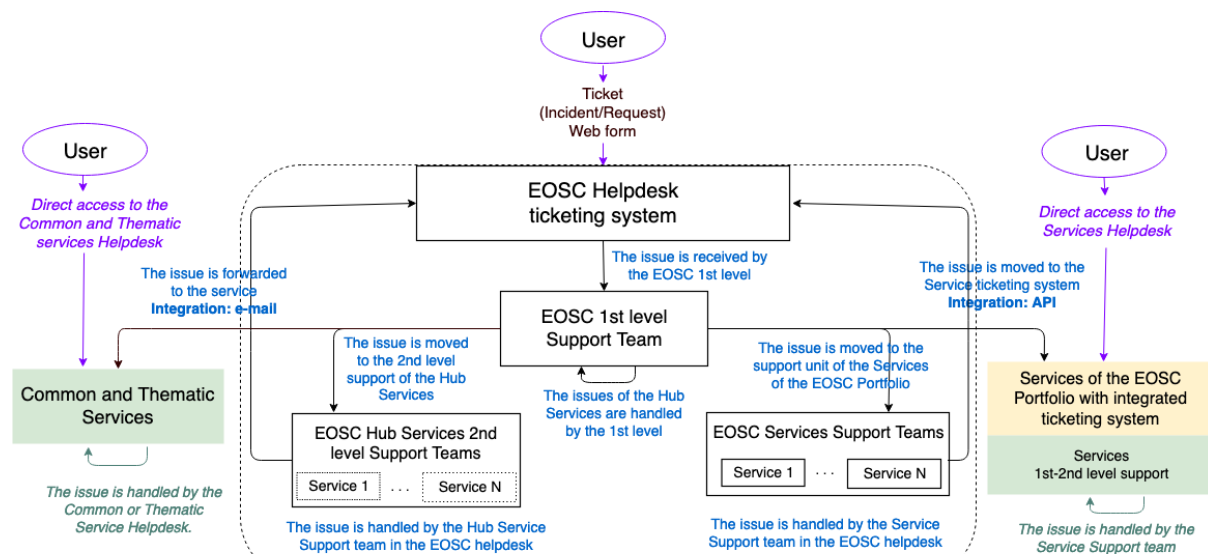 User
Ticket
(Incident/Request)
Web form
User
User
EOSC Helpdesk
ticketing system
Direct access to the
Common and Thematic
services Helpdesk
Direct access to the
Services Helpdesk
The issue is received by
the EOSC 1st level
The issue is forwarded
to the service
Integration: e-mail
The issue is moved to the
Service ticketing system
Integration: API
EOSC 1st level
Support Team
The issue is moved
to the 2nd level
support of the Hub
Services
The issue is moved to the
support unit of the Services
of the EOSC Portfolio
Common and Thematic
Services
The issues of the Hub
Services are handled
by the 1st level
Services of the EOSC
Portfolio with integrated
ticketing system
EOSC Hub Services 2nd
level Support Teams
Service 1 . . . Service N
EOSC Services Support Teams
Service 1 . . . Service N
Services
1st-2nd level support
The issue is handled by the
Common or Thematic
Service Helpdesk.
The issue is handled by the Hub Service
Support team in the EOSC helpdesk
The issue is handled by the Service
Support team in the EOSC helpdesk
The issue is handled by the
Service Support team